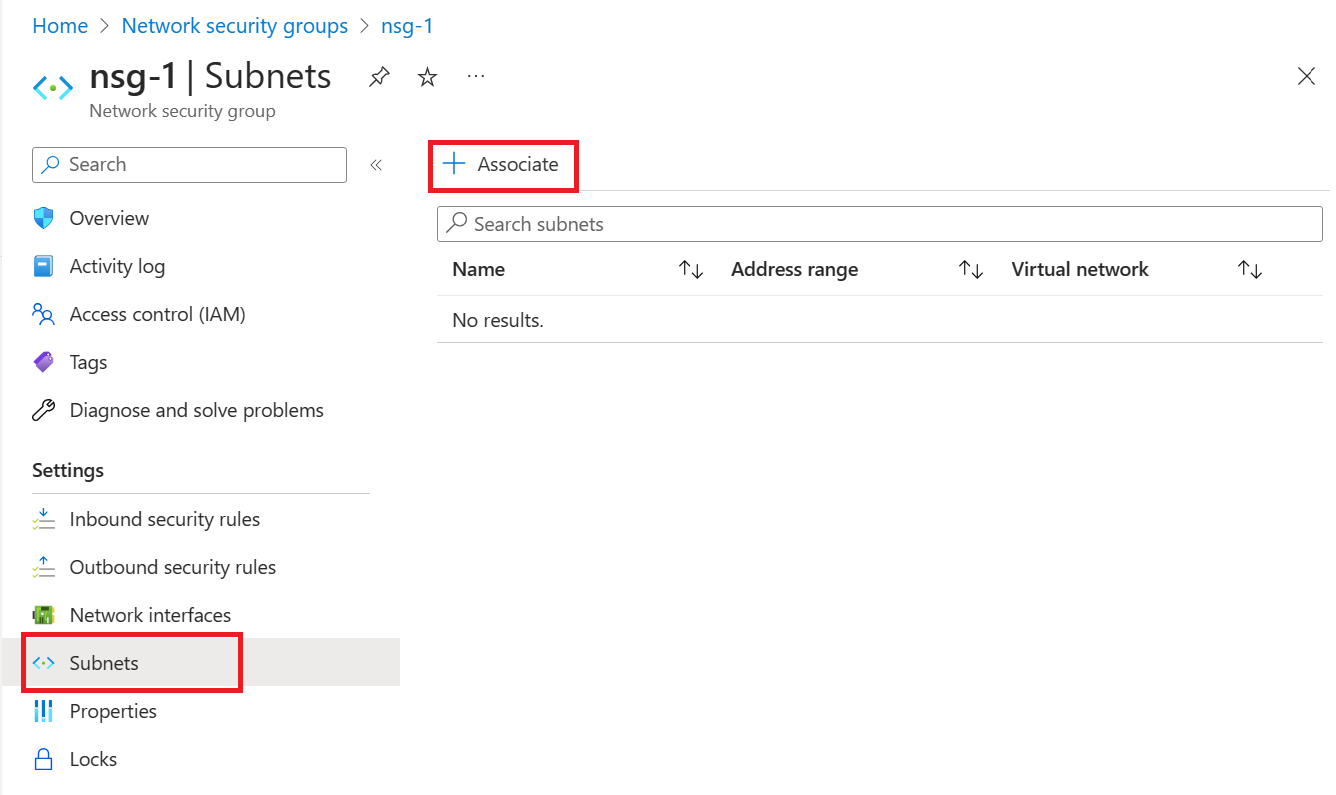 Home > Network security groups > nsg-1
nsg-1 | Subnets
Network security group
Search
Overview
Activity log
Access control (IAM)
Tags
Diagnose and solve problems
Settings
Inbound security rules
Outbound security rules
Network interfaces
Subnets
Properties
Locks
Associate
Search subnets
Name Address range Virtual network
No results.